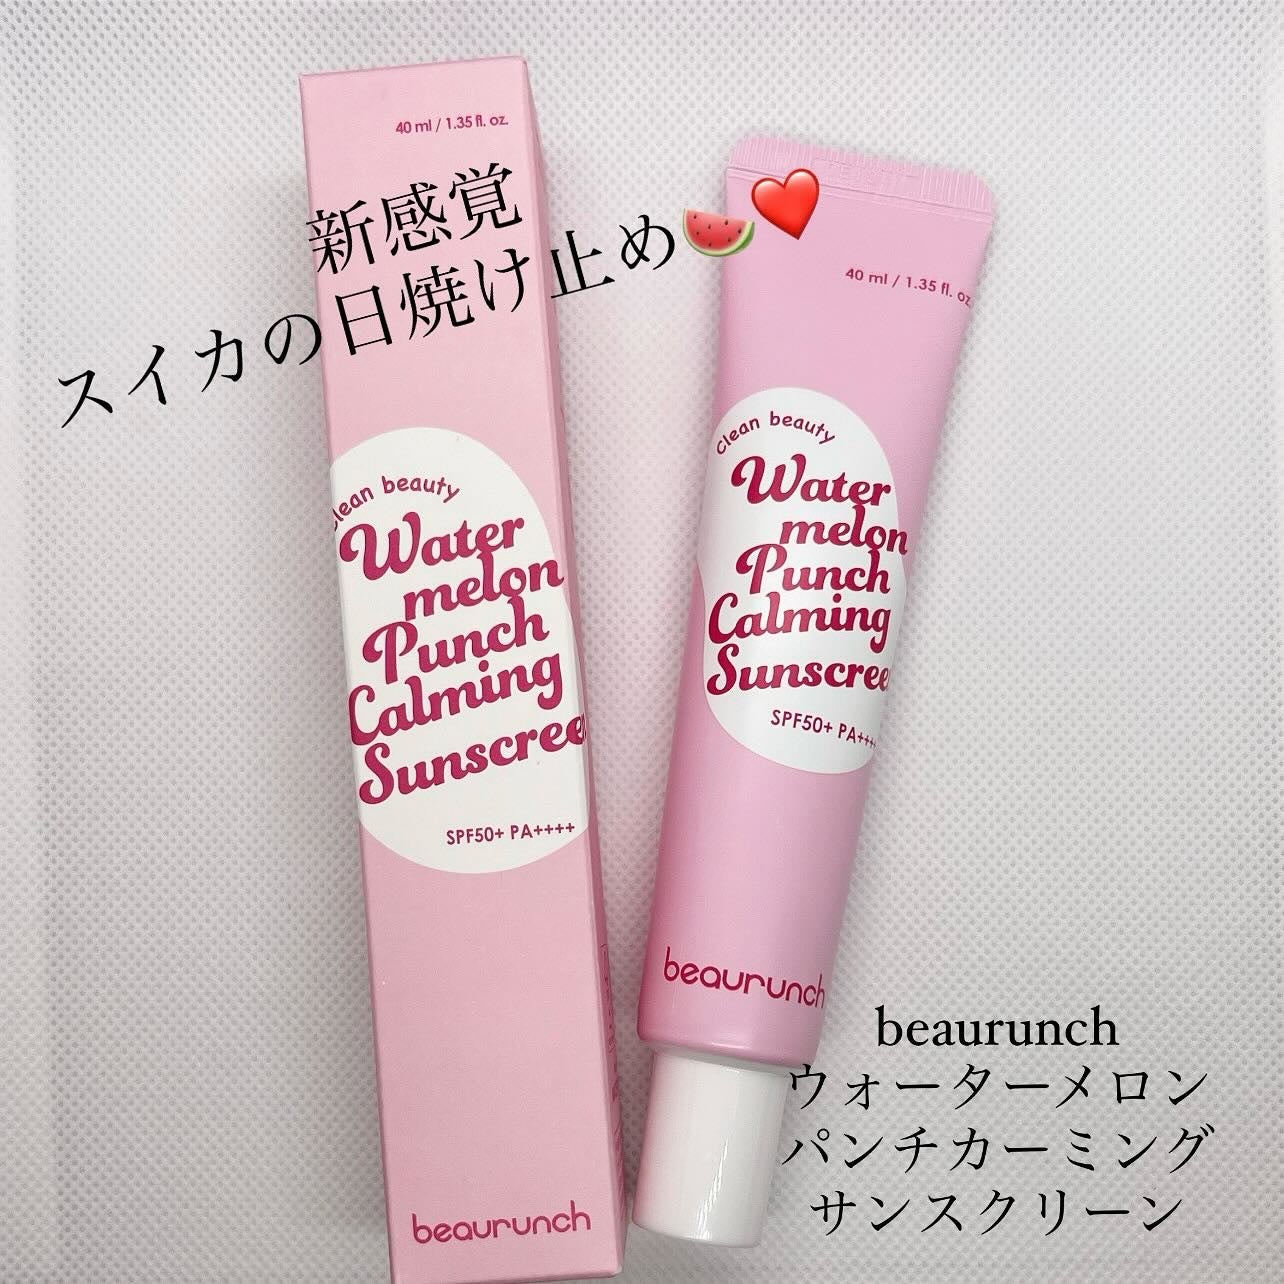 40 ml / 1.35 fl. oz.
新感覚
スイカの日焼け止め🍉❤️
Clean beauty
Water
melon
Punch
Calming
Sunscree
SPF50+ PA++++
beaurunch
40 ml / 1.35 fl. oz.
Clean beauty
Water
melon
Punch
Calming
Sunscree
SPF50+ PA++++
beaurunch
beaurunch
ウォーターメロン
パンチカーミング
サンスクリーン